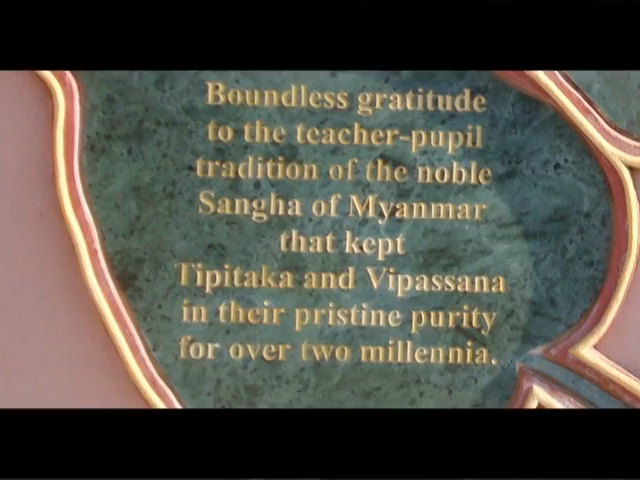 Boundless gratitude
to the teacher-pupil
tradition of the noble
Sangha of Myanmar
that kept
Tipitaka and Vipassana
in their pristine purity
for over two millennia.